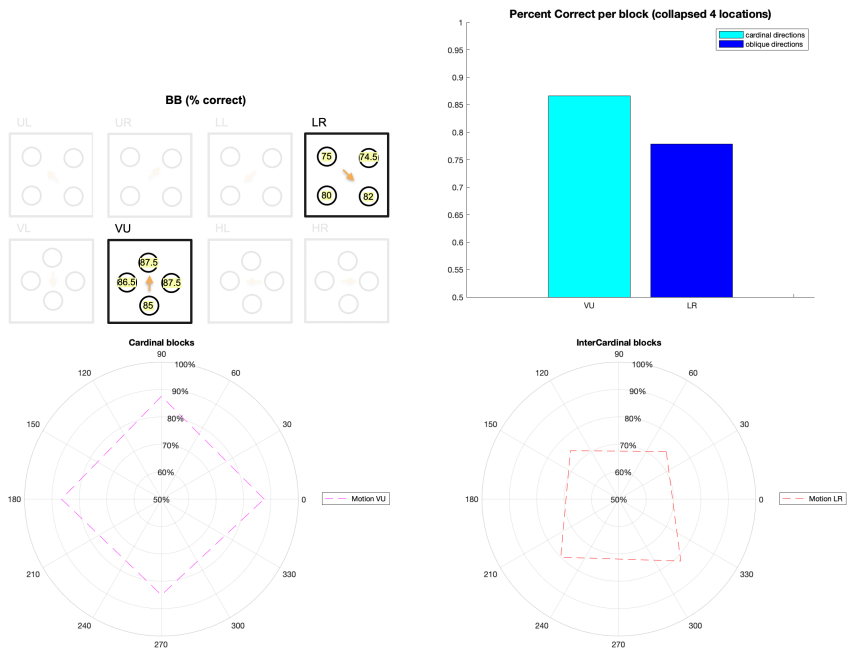 BB (% correct)
UL UR LL LR
75 74.5
80 82
VL VU HL HR
87.5
86.5 87.5
85
Percent Correct per block (collapsed 4 locations)
cardinal directions
oblique directions
1
0.95
0.9
0.85
0.8
0.75
0.7
0.65
0.6
0.55
0.5
VU LR
Cardinal blocks
90
120 100% 60
90%
80%
150 30
70%
60%
180 50% 0
Motion VU
210 330
240 300
270
InterCardinal blocks
90
120 100% 60
90%
80%
150 30
70%
60%
180 50% 0
Motion LR
210 330
240 300
270